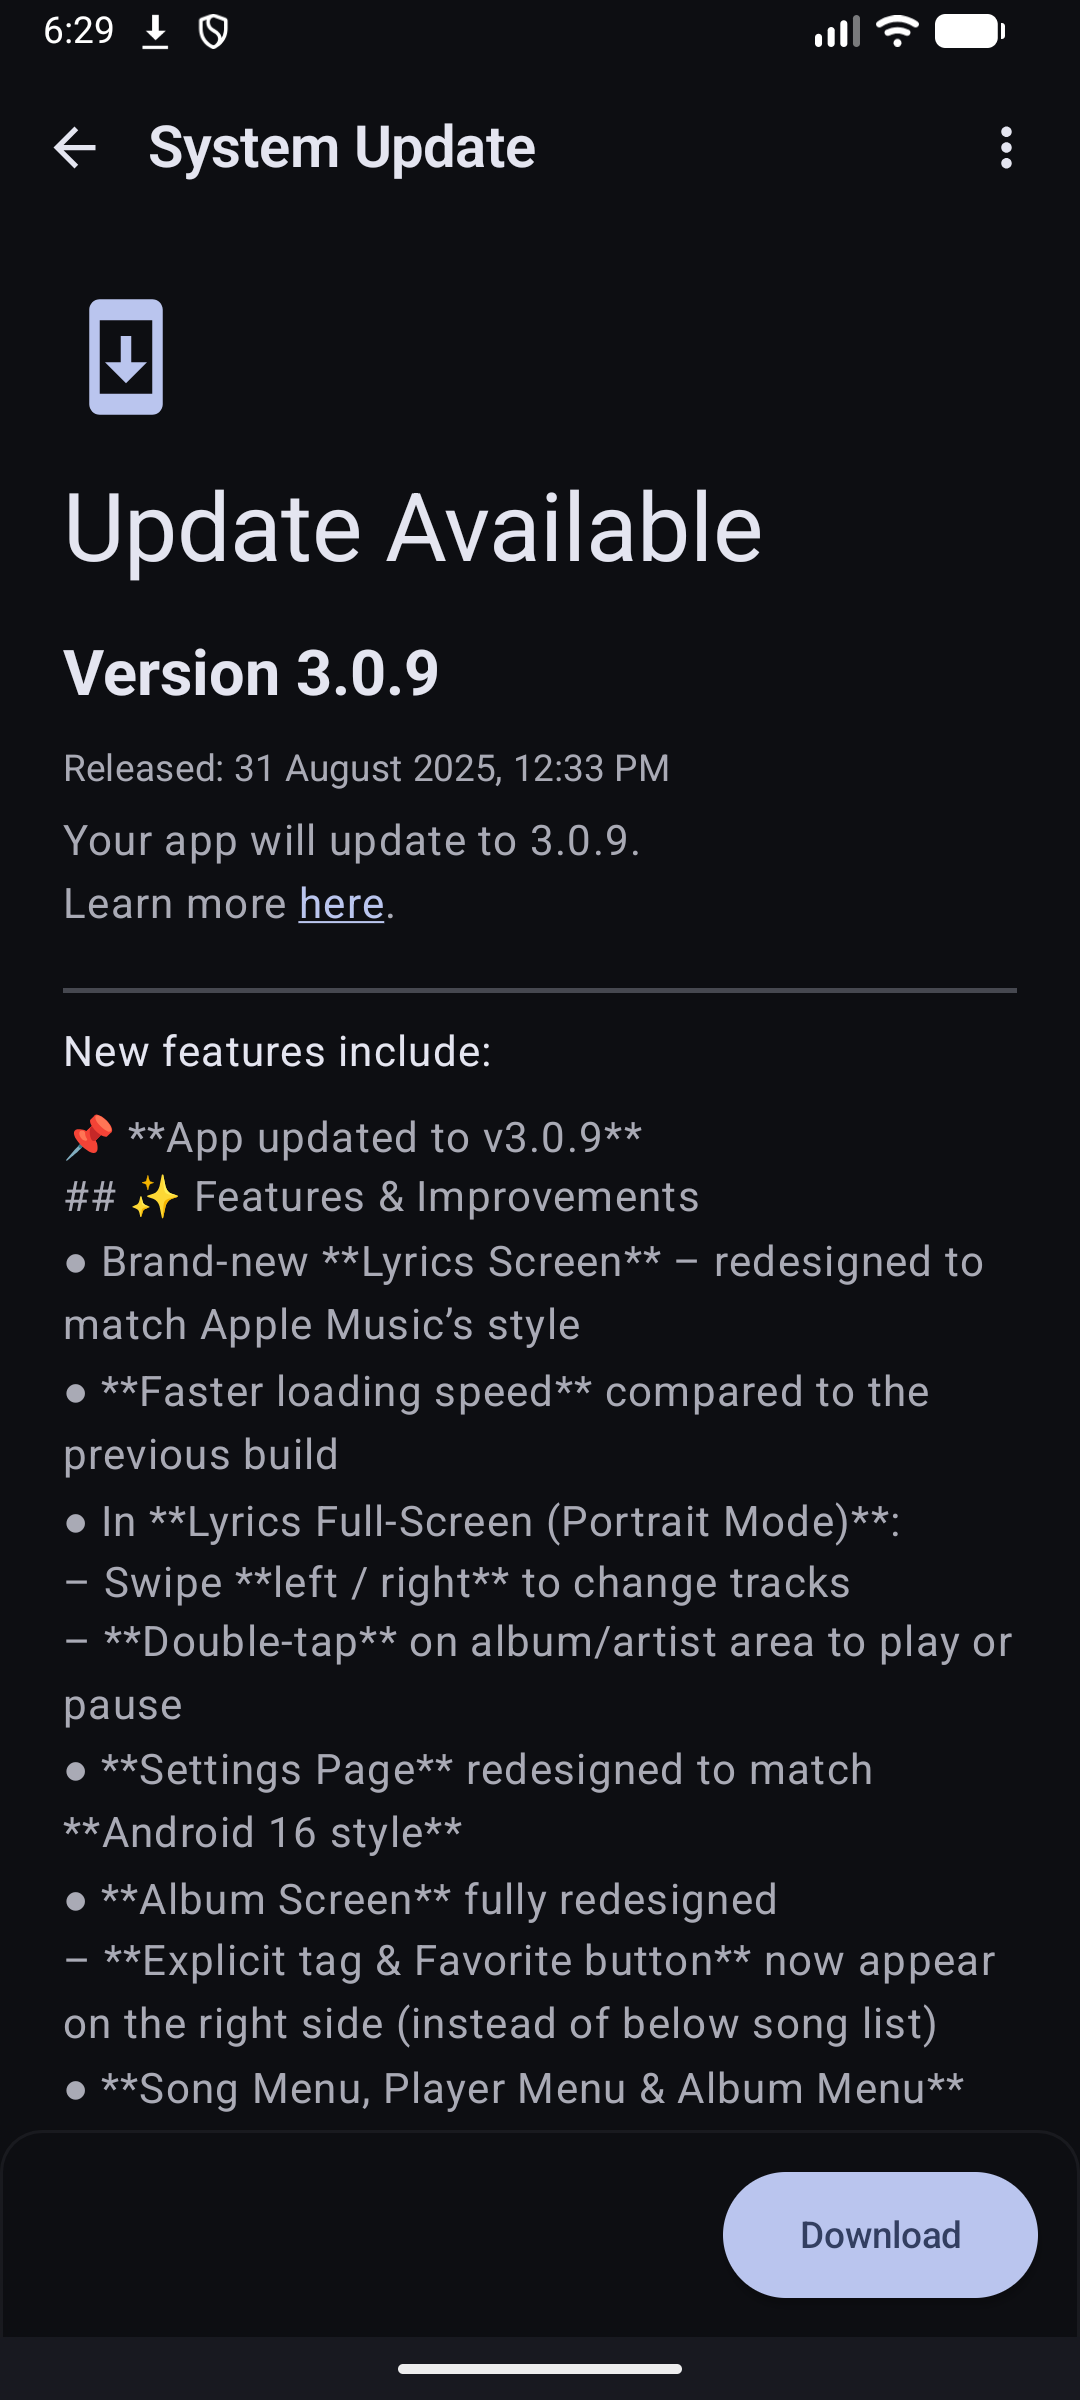 6:29
System Update
Update Available
Version 3.0.9
Released: 31 August 2025, 12:33 PM
Your app will update to 3.0.9.
Learn more here.
New features include:
📌 **App updated to v3.0.9**
## ✨ Features & Improvements
● Brand-new **Lyrics Screen** – redesigned to
match Apple Music’s style
● **Faster loading speed** compared to the
previous build
● In **Lyrics Full-Screen (Portrait Mode)**:
– Swipe **left / right** to change tracks
– **Double-tap** on album/artist area to play or
pause
● **Settings Page** redesigned to match
**Android 16 style**
● **Album Screen** fully redesigned
– **Explicit tag & Favorite button** now appear
on the right side (instead of below song list)
● **Song Menu, Player Menu & Album Menu**
Download